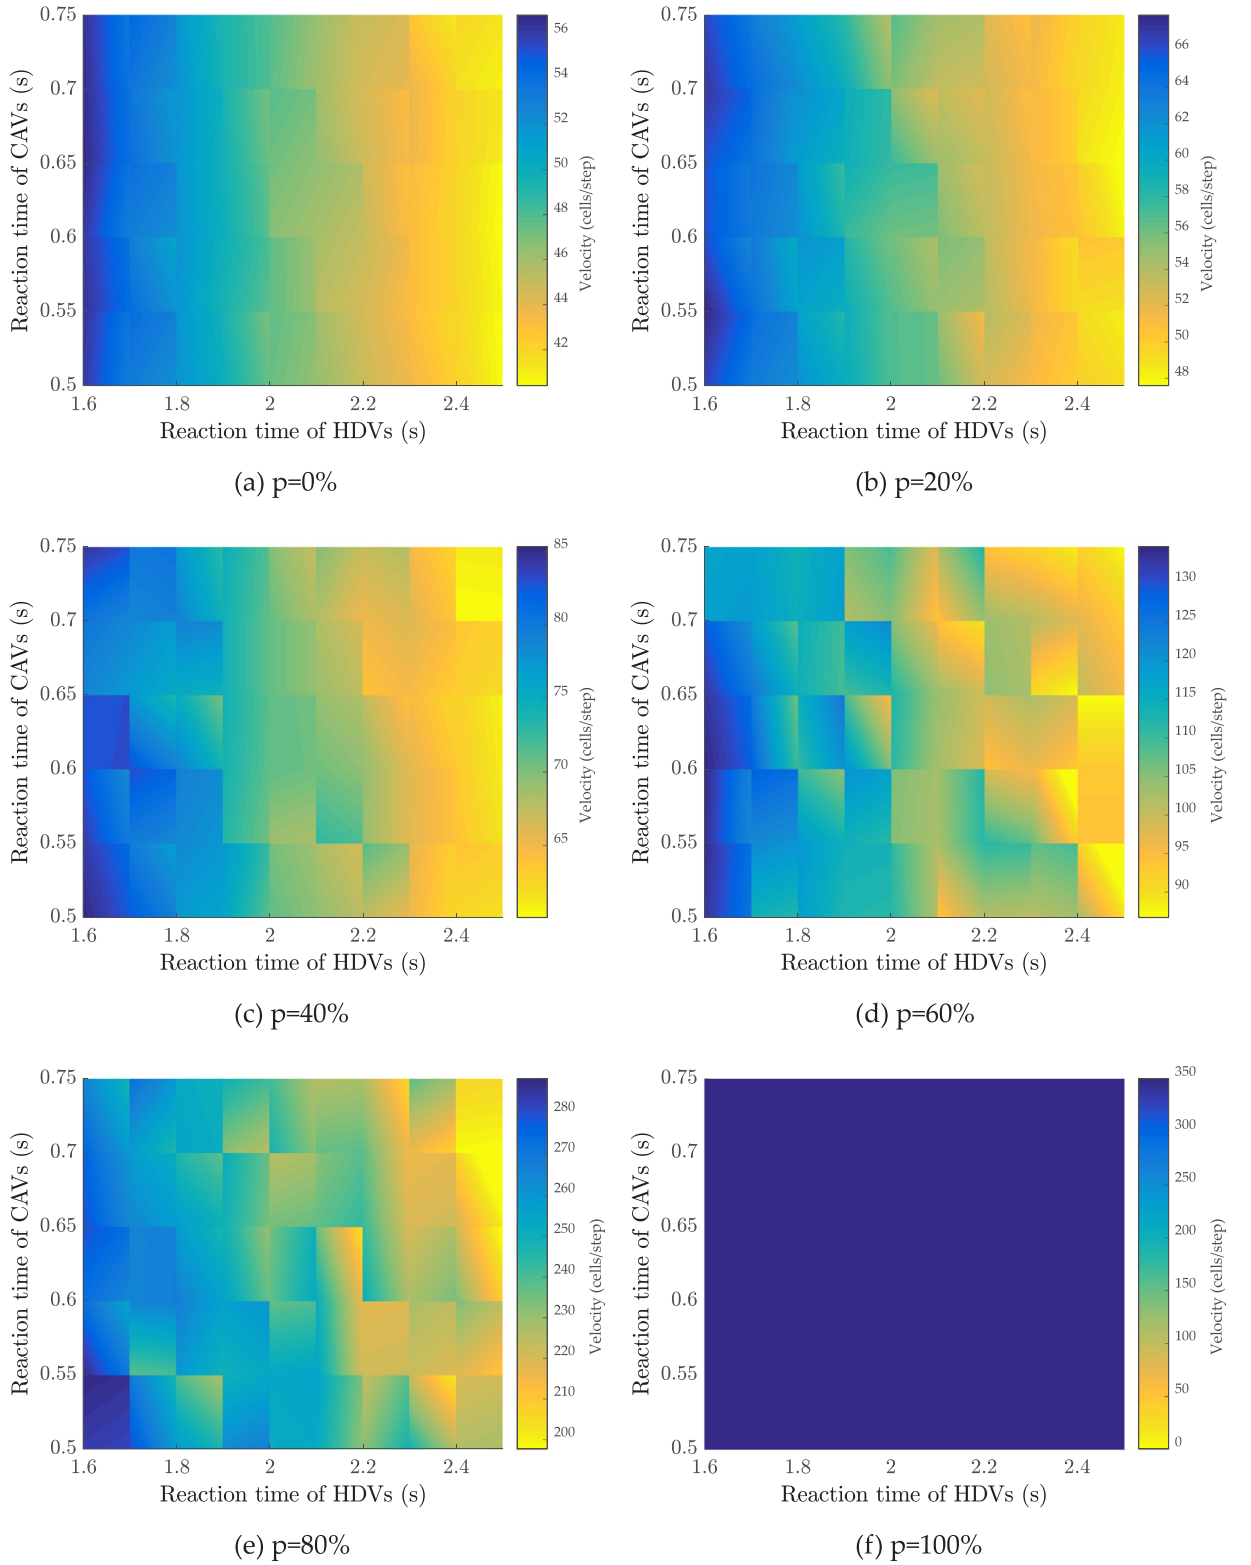 0.75
0.7
0.65
0.6
0.55
0.5
1.6 1.8 2 2.2 2.4
Reaction time of HDVs (s)
Reaction time of CAVs (s)
56
54
52
50
48
46
44
42
Velocity (cells/step)
(a) p=0%
0.75
0.7
0.65
0.6
0.55
0.5
1.6 1.8 2 2.2 2.4
Reaction time of HDVs (s)
Reaction time of CAVs (s)
66
64
62
60
58
56
54
52
50
48
Velocity (cells/step)
(b) p=20%
0.75
0.7
0.65
0.6
0.55
0.5
1.6 1.8 2 2.2 2.4
Reaction time of HDVs (s)
Reaction time of CAVs (s)
85
80
75
70
65
Velocity (cells/step)
(c) p=40%
0.75
0.7
0.65
0.6
0.55
0.5
1.6 1.8 2 2.2 2.4
Reaction time of HDVs (s)
Reaction time of CAVs (s)
130
125
120
115
110
105
100
95
90
Velocity (cells/step)
(d) p=60%
0.75
0.7
0.65
0.6
0.55
0.5
1.6 1.8 2 2.2 2.4
Reaction time of HDVs (s)
Reaction time of CAVs (s)
280
270
260
250
240
230
220
210
200
Velocity (cells/step)
(e) p=80%
0.75
0.7
0.65
0.6
0.55
0.5
1.6 1.8 2 2.2 2.4
Reaction time of HDVs (s)
Reaction time of CAVs (s)
350
300
250
200
150
100
50
0
Velocity (cells/step)
(f) p=100%